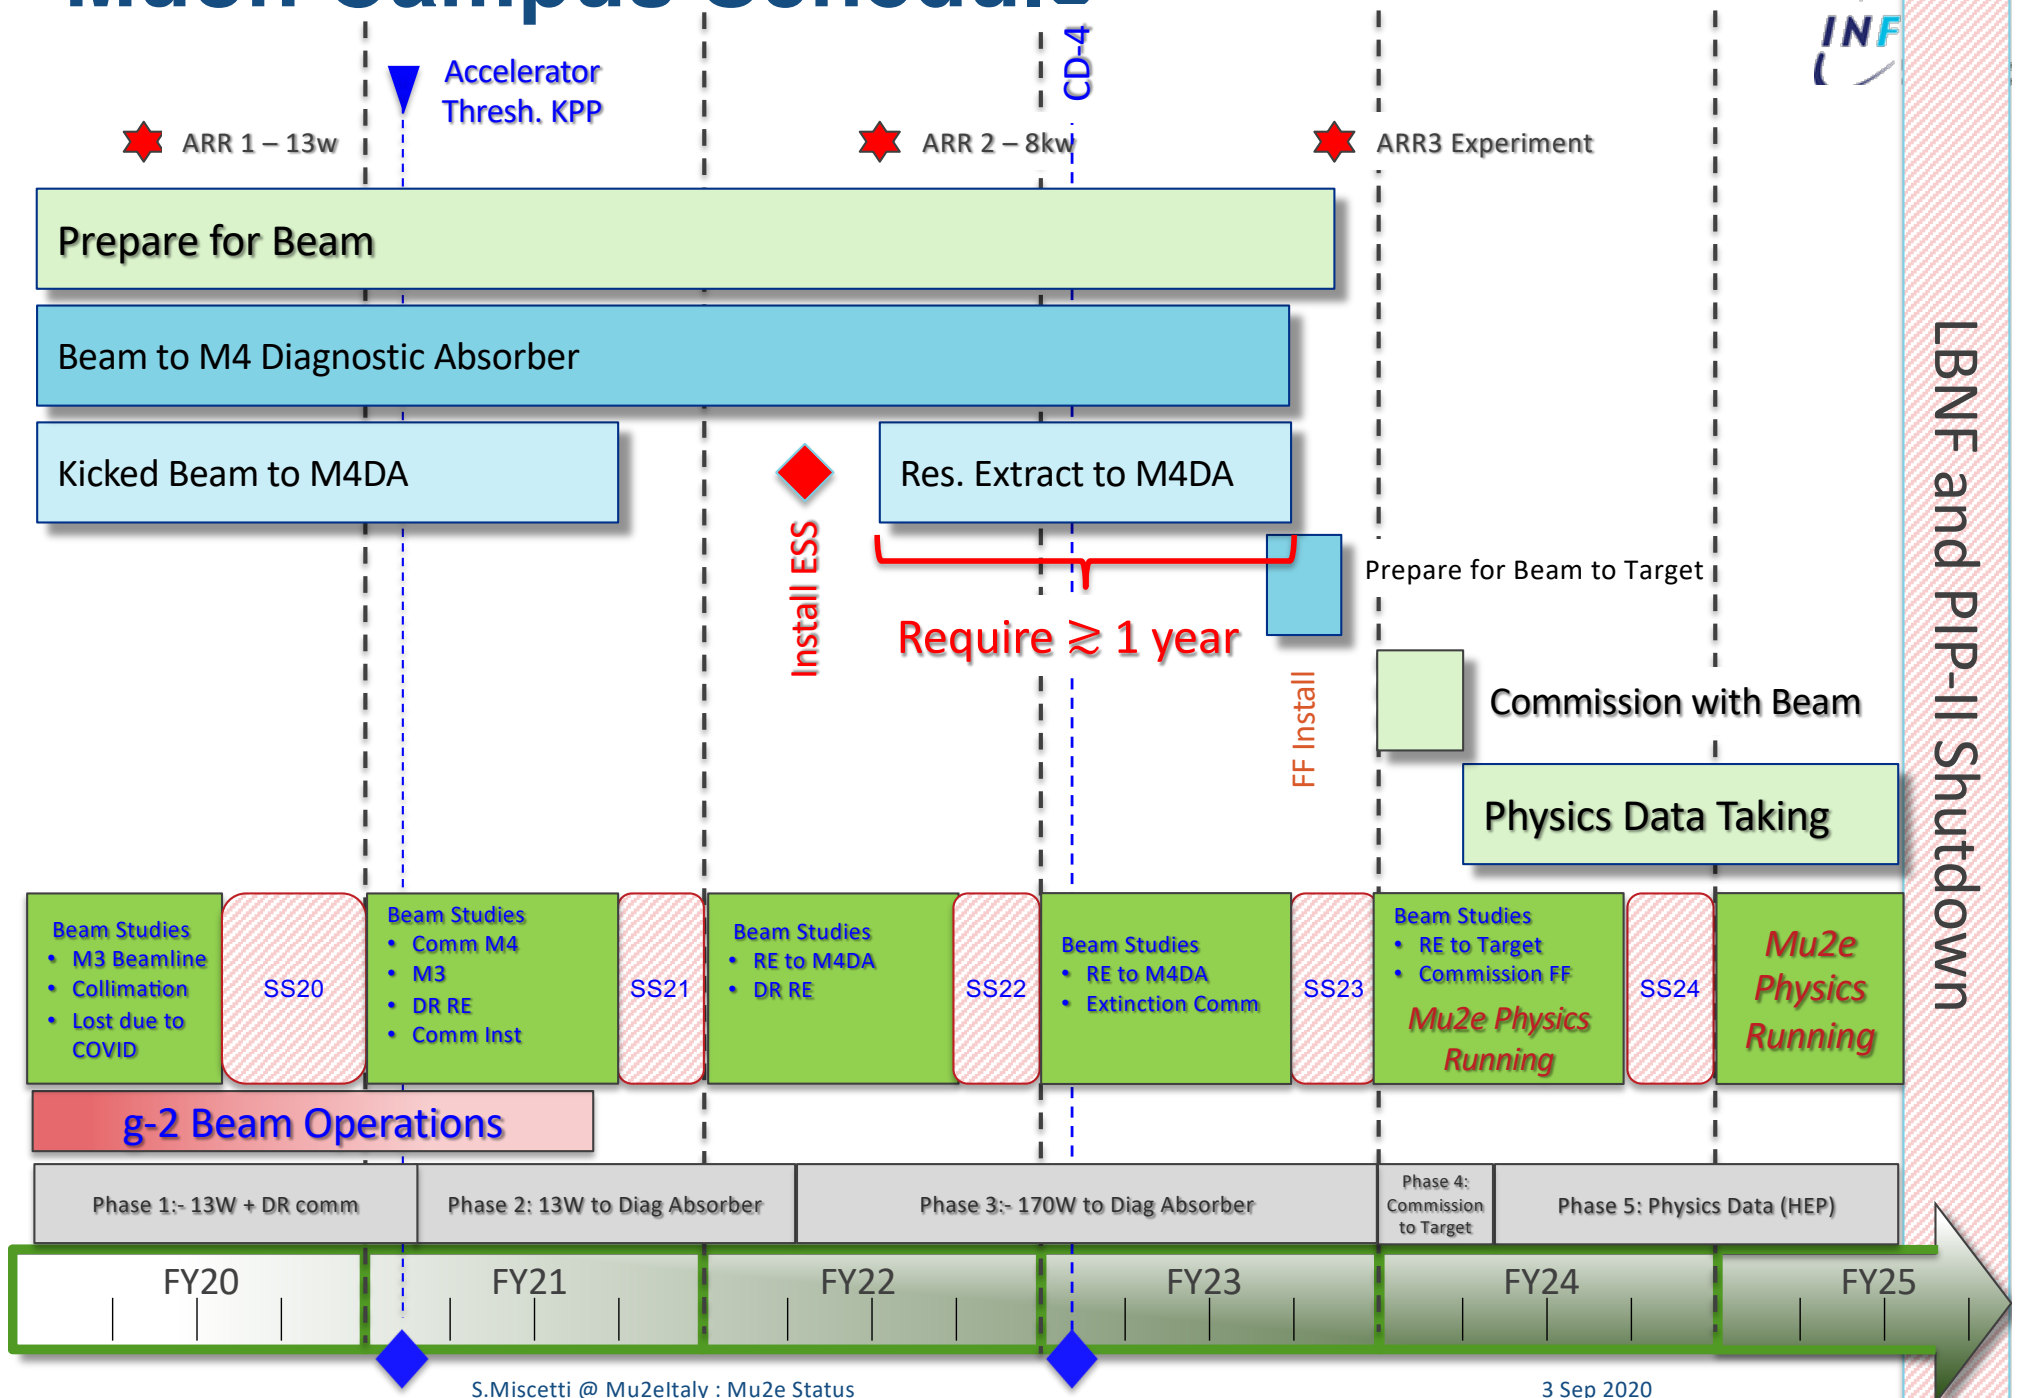 Muon Campus Schedule
INF
CD-4
Accelerator
Thresh. KPP
ARR 1 – 13w
ARR 2 – 8kw
ARR3 Experiment
Prepare for Beam
Beam to M4 Diagnostic Absorber
Kicked Beam to M4DA
Install ESS
Res. Extract to M4DA
Require ≳ 1 year
Prepare for Beam to Target
FF Install
Commission with Beam
Physics Data Taking
LBNF and PIP-II Shutdown
Beam Studies
• M3 Beamline
• Collimation
• Lost due to
COVID
SS20
Beam Studies
• Comm M4
• M3
• DR RE
• Comm Inst
SS21
Beam Studies
• RE to M4DA
• DR RE
SS22
Beam Studies
• RE to M4DA
• Extinction Comm
SS23
Beam Studies
• RE to Target
• Commission FF
Mu2e Physics
Running
SS24
Mu2e
Physics
Running
g-2 Beam Operations
Phase 1:- 13W + DR comm
Phase 2: 13W to Diag Absorber
Phase 3:- 170W to Diag Absorber
Phase 4:
Commission
to Target
Phase 5: Physics Data (HEP)
FY20
FY21
FY22
FY23
FY24
FY25
S.Miscetti @ Mu2eItaly : Mu2e Status
3 Sep 2020